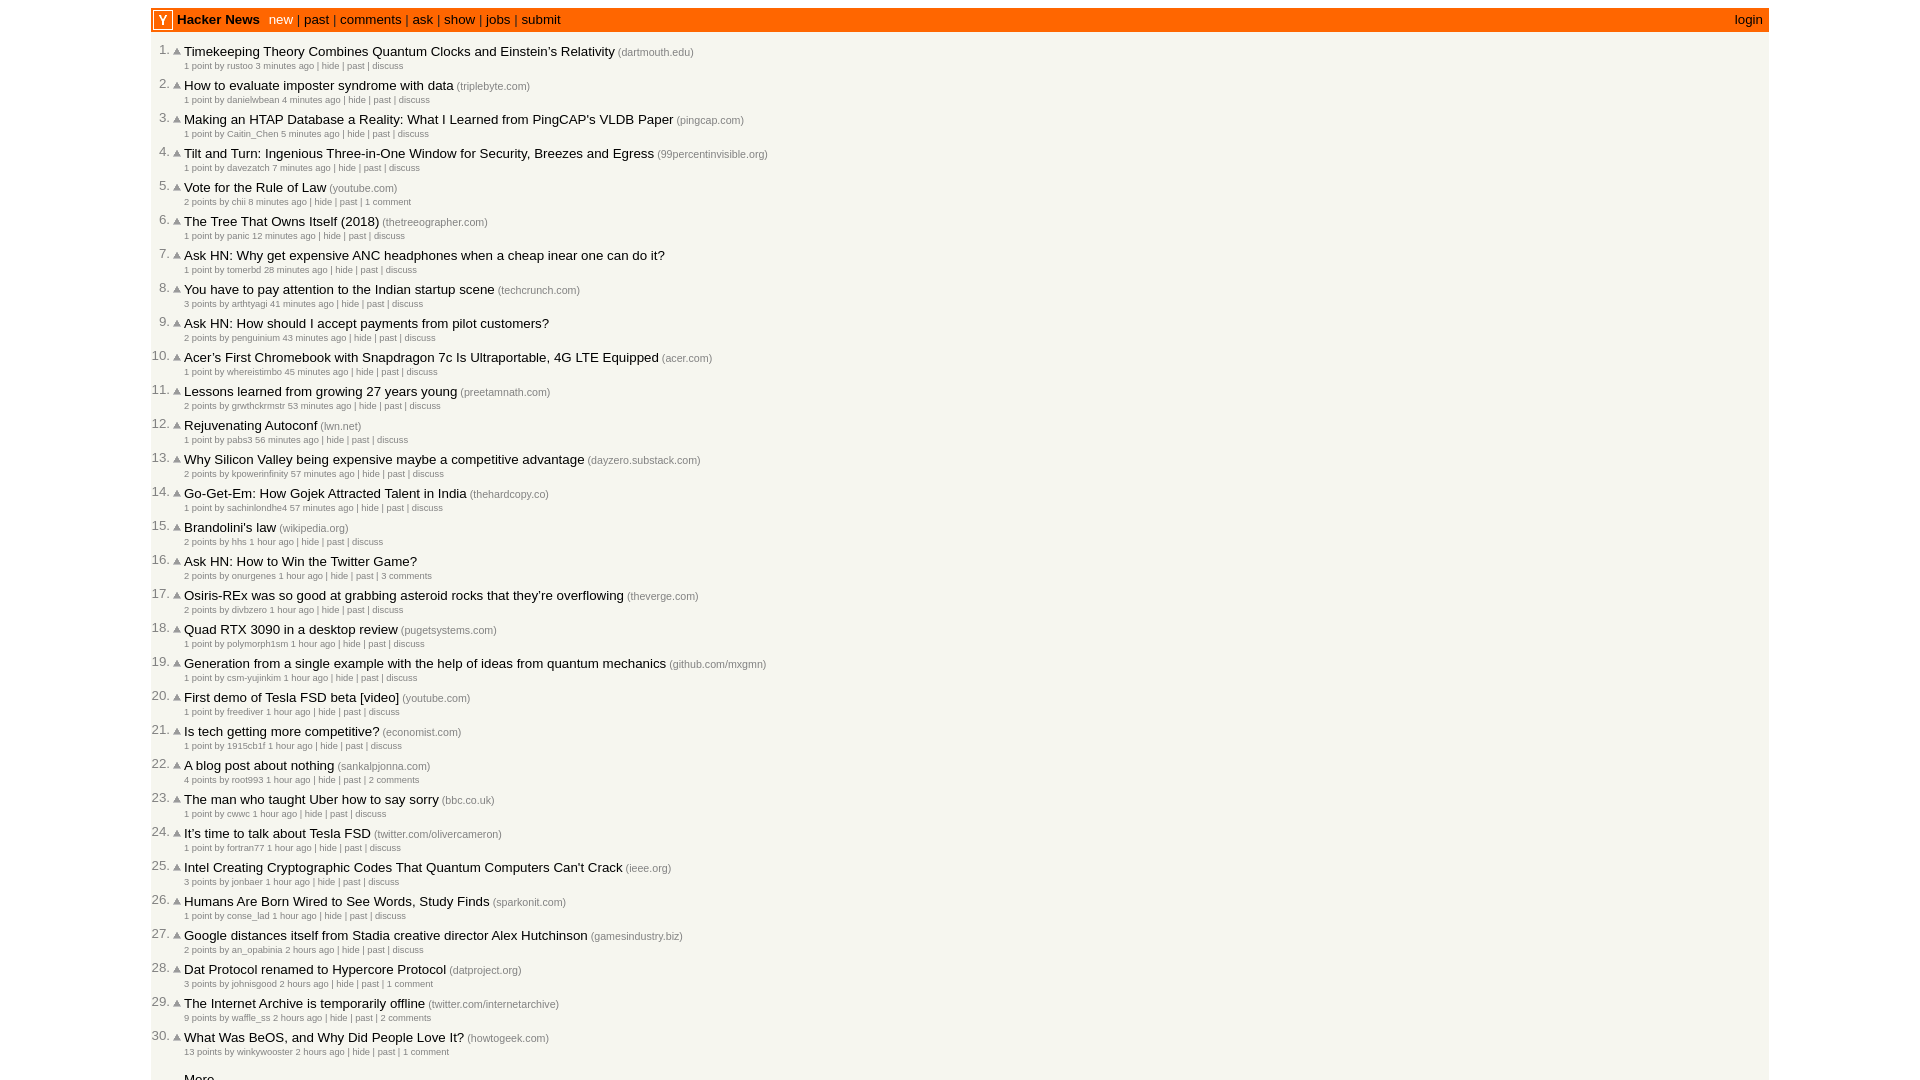 Y Hacker News new | past | comments | ask | show | jobs | submit login
1. Timekeeping Theory Combines Quantum Clocks and Einstein’s Relativity (dartmouth.edu)
1 point by rustoo 3 minutes ago | hide | past | discuss
2. How to evaluate imposter syndrome with data (triplebyte.com)
1 point by danielwbean 4 minutes ago | hide | past | discuss
3. Making an HTAP Database a Reality: What I Learned from PingCAP's VLDB Paper (pingcap.com)
1 point by Caitin_Chen 5 minutes ago | hide | past | discuss
4. Tilt and Turn: Ingenious Three-in-One Window for Security, Breezes and Egress (99percentinvisible.org)
1 point by davezatch 7 minutes ago | hide | past | discuss
5. Vote for the Rule of Law (youtube.com)
2 points by chii 8 minutes ago | hide | past | 1 comment
6. The Tree That Owns Itself (2018) (thetreeographer.com)
1 point by panic 12 minutes ago | hide | past | discuss
7. Ask HN: Why get expensive ANC headphones when a cheap inear one can do it?
1 point by tomerbd 28 minutes ago | hide | past | discuss
8. You have to pay attention to the Indian startup scene (techcrunch.com)
3 points by arthtyagi 41 minutes ago | hide | past | discuss
9. Ask HN: How should I accept payments from pilot customers?
2 points by penguinium 43 minutes ago | hide | past | discuss
10. Acer’s First Chromebook with Snapdragon 7c Is Ultraportable, 4G LTE Equipped (acer.com)
1 point by whereistimbo 45 minutes ago | hide | past | discuss
11. Lessons learned from growing 27 years young (preetamnath.com)
2 points by grwthckrmstr 53 minutes ago | hide | past | discuss
12. Rejuvenating Autoconf (lwn.net)
1 point by pabs3 56 minutes ago | hide | past | discuss
13. Why Silicon Valley being expensive maybe a competitive advantage (dayzero.substack.com)
2 points by kpowerinfinity 57 minutes ago | hide | past | discuss
14. Go-Get-Em: How Gojek Attracted Talent in India (thehardcopy.co)
1 point by sachinlondhe4 57 minutes ago | hide | past | discuss
15. Brandolini's law (wikipedia.org)
2 points by hhs 1 hour ago | hide | past | discuss
16. Ask HN: How to Win the Twitter Game?
2 points by onurgenes 1 hour ago | hide | past | 3 comments
17. Osiris-REx was so good at grabbing asteroid rocks that they’re overflowing (theverge.com)
2 points by divbzero 1 hour ago | hide | past | discuss
18. Quad RTX 3090 in a desktop review (pugetsystems.com)
1 point by polymorph1sm 1 hour ago | hide | past | discuss
19. Generation from a single example with the help of ideas from quantum mechanics (github.com/mxgmn)
1 point by csm-yujinkim 1 hour ago | hide | past | discuss
20. First demo of Tesla FSD beta [video] (youtube.com)
1 point by freediver 1 hour ago | hide | past | discuss
21. Is tech getting more competitive? (economist.com)
1 point by 1915cb1f 1 hour ago | hide | past | discuss
22. A blog post about nothing (sankalpjonna.com)
4 points by root993 1 hour ago | hide | past | 2 comments
23. The man who taught Uber how to say sorry (bbc.co.uk)
1 point by cwwc 1 hour ago | hide | past | discuss
24. It’s time to talk about Tesla FSD (twitter.com/olivercameron)
1 point by fortran77 1 hour ago | hide | past | discuss
25. Intel Creating Cryptographic Codes That Quantum Computers Can't Crack (ieee.org)
3 points by jonbaer 1 hour ago | hide | past | discuss
26. Humans Are Born Wired to See Words, Study Finds (sparkonit.com)
1 point by conse_lad 1 hour ago | hide | past | discuss
27. Google distances itself from Stadia creative director Alex Hutchinson (gamesindustry.biz)
2 points by an_opabinia 2 hours ago | hide | past | discuss
28. Dat Protocol renamed to Hypercore Protocol (datproject.org)
3 points by johnisgood 2 hours ago | hide | past | 1 comment
29. The Internet Archive is temporarily offline (twitter.com/internetarchive)
9 points by waffle_ss 2 hours ago | hide | past | 2 comments
30. What Was BeOS, and Why Did People Love It? (howtogeek.com)
13 points by winkywooster 2 hours ago | hide | past | 1 comment
More